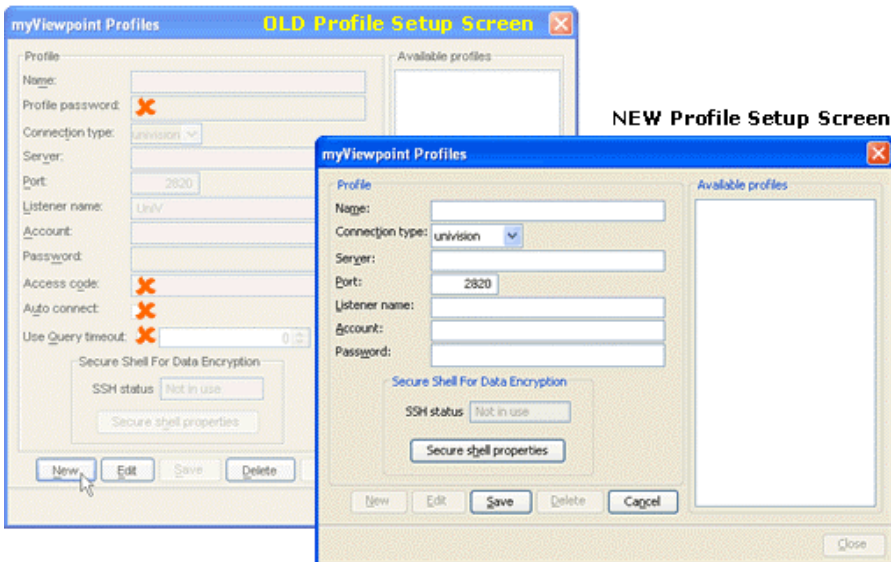 myViewpoint Profiles
OLD Profile Setup Screen
Profile
Available profiles
Name:
Profile password:
Connection type:
univision
Server:
Port:
2820
Listener name:
UniV
Account:
Password:
Access code:
Auto connect:
Use Query timeout:
0
Secure Shell For Data Encryption
SSH status
Not in use
Secure shell properties
New
Edit
Save
Delete
NEW Profile Setup Screen
myViewpoint Profiles
Profile
Available profiles
Name:
Connection type:
univision
Server:
Port:
2820
Listener name:
Account:
Password:
Secure Shell For Data Encryption
SSH status
Not in use
Secure shell properties
New
Edit
Save
Delete
Cancel
Close